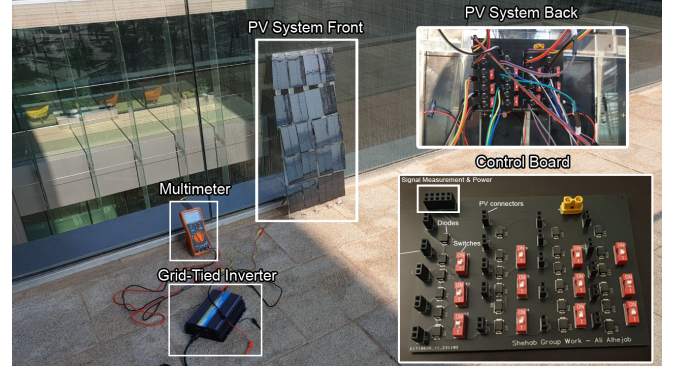 PV System Front
PV System Back
Multimeter
Grid-Tied Inverter
Control Board
Signal Measurement & Power
PV connectors
Diodes
Switches
Shehab Group Work - Ali Alhejab